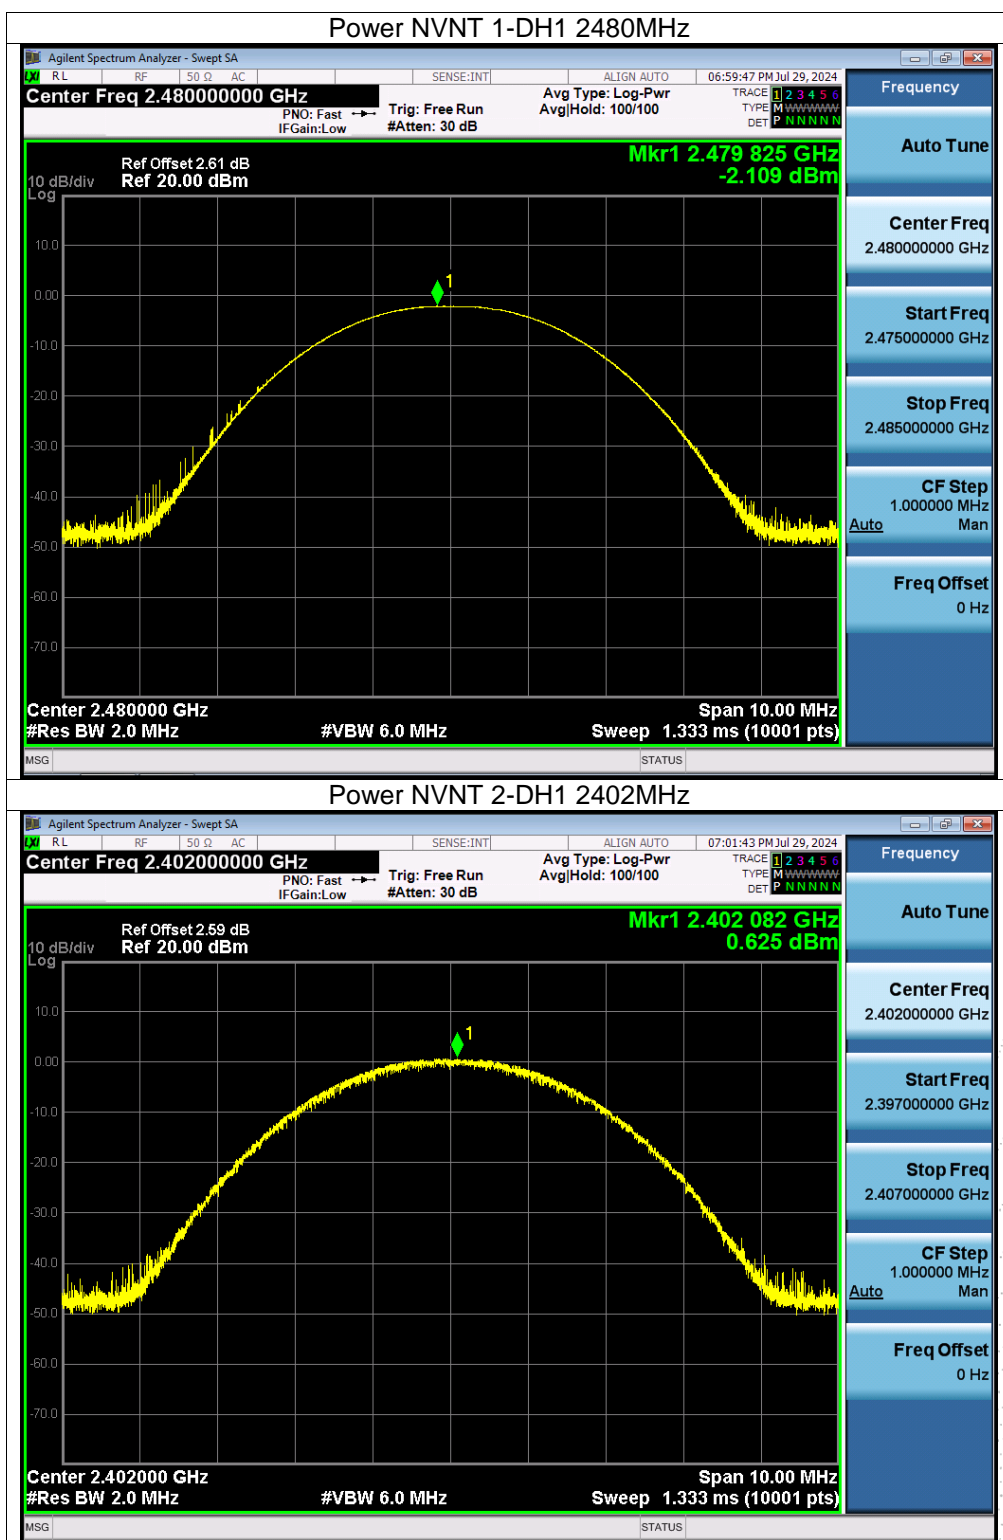 Power NVNT 1-DH1 2480MHz
Agilent Spectrum Analyzer - Swept SA
LXI RL RF 50 Ω AC SENSE:INT ALIGN AUTO 06:59:47 PM Jul 29, 2024
Center Freq 2.480000000 GHz
PNO: Fast
IFGain:Low
Trig: Free Run
#Atten: 30 dB
Avg Type: Log-Pwr
Avg|Hold: 100/100
TRACE 1 2 3 4 5 6
TYPE M WWWWW
DET P N N N N N
Mkr1 2.479 825 GHz
-2.109 dBm
Ref Offset 2.61 dB
10 dB/div Ref 20.00 dBm
Log
10.0
1
0.00
-10.0
-20.0
-30.0
-40.0
-50.0
-60.0
-70.0
Center 2.480000 GHz Span 10.00 MHz
#Res BW 2.0 MHz #VBW 6.0 MHz Sweep 1.333 ms (10001 pts)
MSG STATUS
Frequency
Auto Tune
Center Freq
2.480000000 GHz
Start Freq
2.475000000 GHz
Stop Freq
2.485000000 GHz
CF Step
1.000000 MHz
Auto Man
Freq Offset
0 Hz
Power NVNT 2-DH1 2402MHz
Agilent Spectrum Analyzer - Swept SA
LXI RL RF 50 Ω AC SENSE:INT ALIGN AUTO 07:01:43 PM Jul 29, 2024
Center Freq 2.402000000 GHz
PNO: Fast
IFGain:Low
Trig: Free Run
#Atten: 30 dB
Avg Type: Log-Pwr
Avg|Hold: 100/100
TRACE 1 2 3 4 5 6
TYPE M WWWWW
DET P N N N N N
Mkr1 2.402 082 GHz
0.625 dBm
Ref Offset 2.59 dB
10 dB/div Ref 20.00 dBm
Log
10.0
1
0.00
-10.0
-20.0
-30.0
-40.0
-50.0
-60.0
-70.0
Center 2.402000 GHz Span 10.00 MHz
#Res BW 2.0 MHz #VBW 6.0 MHz Sweep 1.333 ms (10001 pts)
MSG STATUS
Frequency
Auto Tune
Center Freq
2.402000000 GHz
Start Freq
2.397000000 GHz
Stop Freq
2.407000000 GHz
CF Step
1.000000 MHz
Auto Man
Freq Offset
0 Hz